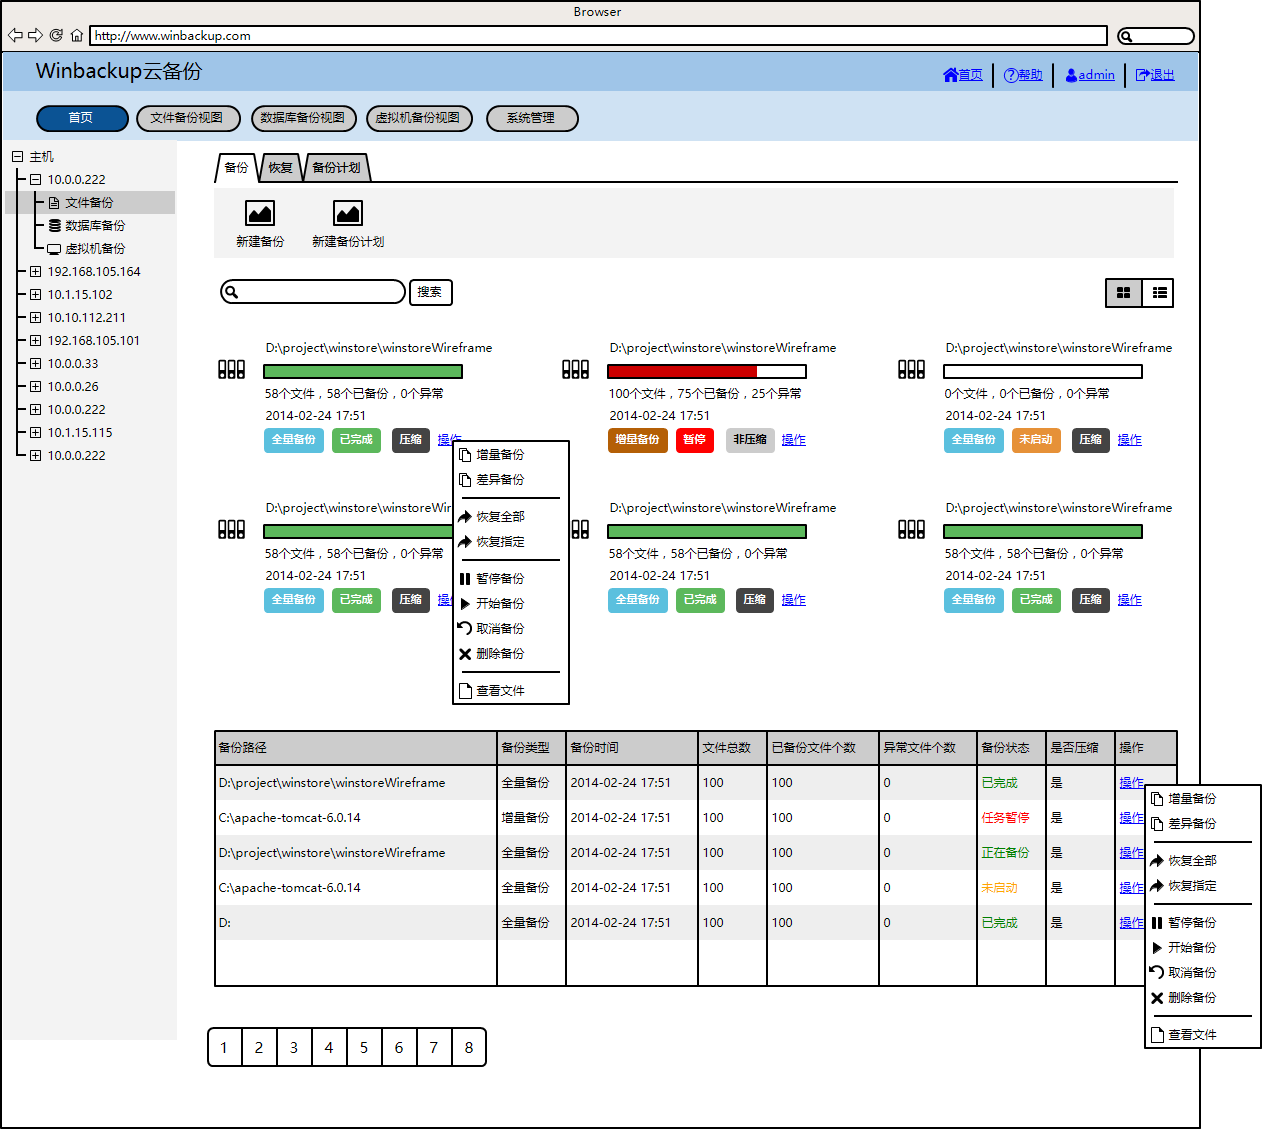 Browser
http://www.winbackup.com
Winbackup云备份
首页
帮助
admin
退出
首页
文件备份视图
数据库备份视图
虚拟机备份视图
系统管理
主机
10.0.0.222
文件备份
数据库备份
虚拟机备份
192.168.105.164
10.1.15.102
10.10.112.211
192.168.105.101
10.0.0.33
10.0.0.26
10.0.0.222
10.1.15.115
10.0.0.222
备份 恢复 备份计划
新建备份 新建备份计划
搜索
D:\project\winstore\winstoreWireframe
58个文件，58个已备份，0个异常
2014-02-24 17:51
全量备份 已完成 压缩 操作
D:\project\winstore\winstoreWireframe
100个文件，75个已备份，25个异常
2014-02-24 17:51
增量备份 暂停 非压缩 操作
D:\project\winstore\winstoreWireframe
0个文件，0个已备份，0个异常
2014-02-24 17:51
全量备份 未启动 压缩 操作
D:\project\winstore\winstoreWir
58个文件，58个已备份，0个异常
2014-02-24 17:51
全量备份 已完成 压缩 操作
D:\project\winstore\winstoreWireframe
58个文件，58个已备份，0个异常
2014-02-24 17:51
全量备份 已完成 压缩 操作
D:\project\winstore\winstoreWireframe
58个文件，58个已备份，0个异常
2014-02-24 17:51
全量备份 已完成 压缩 操作
增量备份
差异备份
恢复全部
恢复指定
暂停备份
开始备份
取消备份
删除备份
查看文件
备份路径 备份类型 备份时间 文件总数 已备份文件个数 异常文件个数 备份状态 是否压缩 操作
D:\project\winstore\winstoreWireframe 全量备份 2014-02-24 17:51 100 100 0 已完成 是 操作
C:\apache-tomcat-6.0.14 增量备份 2014-02-24 17:51 100 100 0 任务暂停 是 操作
D:\project\winstore\winstoreWireframe 全量备份 2014-02-24 17:51 100 100 0 正在备份 是 操作
C:\apache-tomcat-6.0.14 全量备份 2014-02-24 17:51 100 100 0 未启动 是 操作
D: 全量备份 2014-02-24 17:51 100 100 0 已完成 是 操作
增量备份
差异备份
恢复全部
恢复指定
暂停备份
开始备份
取消备份
删除备份
查看文件
1 2 3 4 5 6 7 8